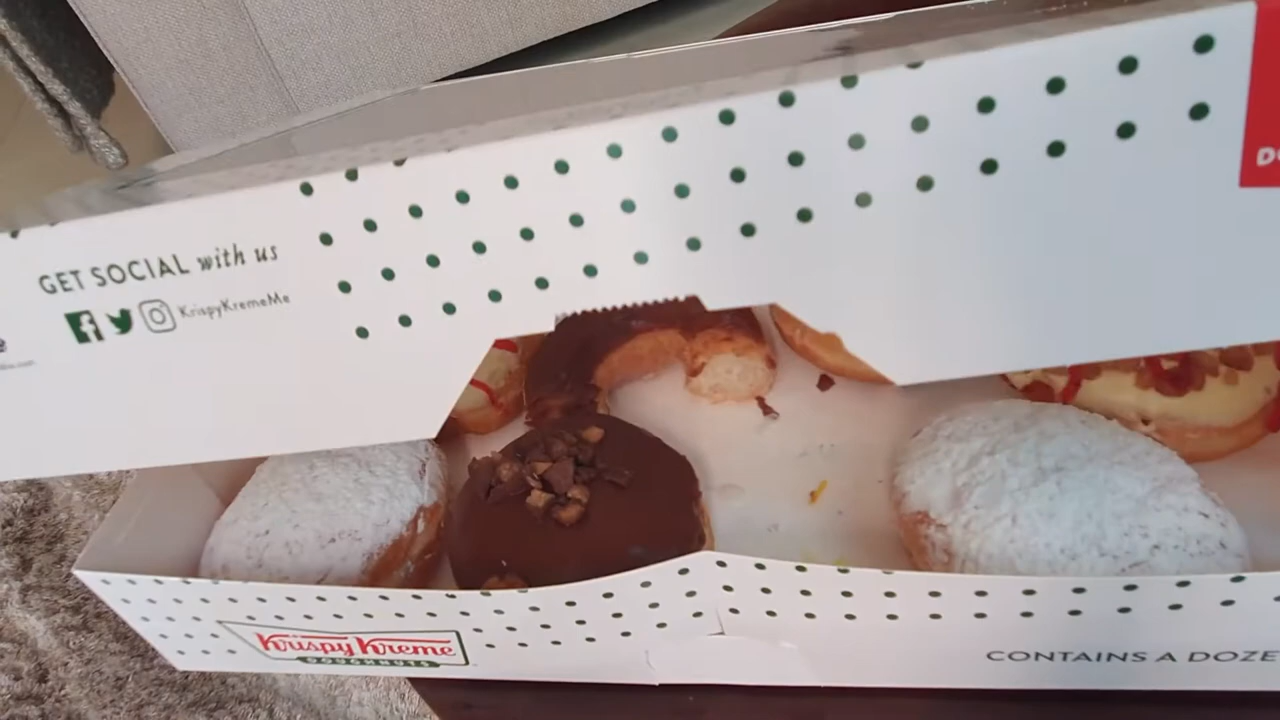 GET SOCIAL with us
KrispyKremeMe
Krispy Kreme
DOUGHNUTS
CONTAINS A DOZE